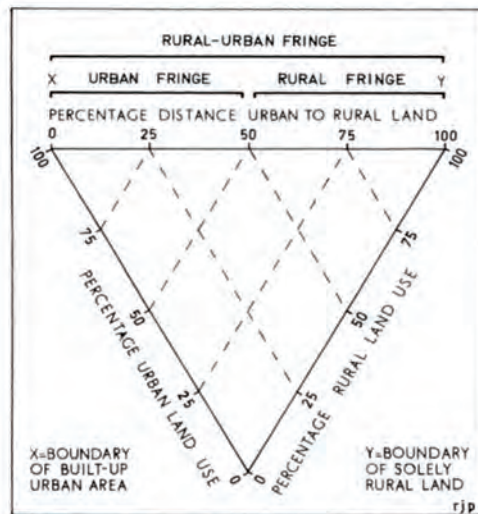 RURAL-URBAN FRINGE
X URBAN FRINGE RURAL FRINGE Y
PERCENTAGE DISTANCE URBAN TO RURAL LAND
0 25 50 75 100
100 100
75 75
50 50
25 25
0 0
PERCENTAGE URBAN LAND USE
PERCENTAGE RURAL LAND USE
X=BOUNDARY
OF BUILT-UP
URBAN AREA
Y=BOUNDARY
OF SOLELY
RURAL LAND
rjp